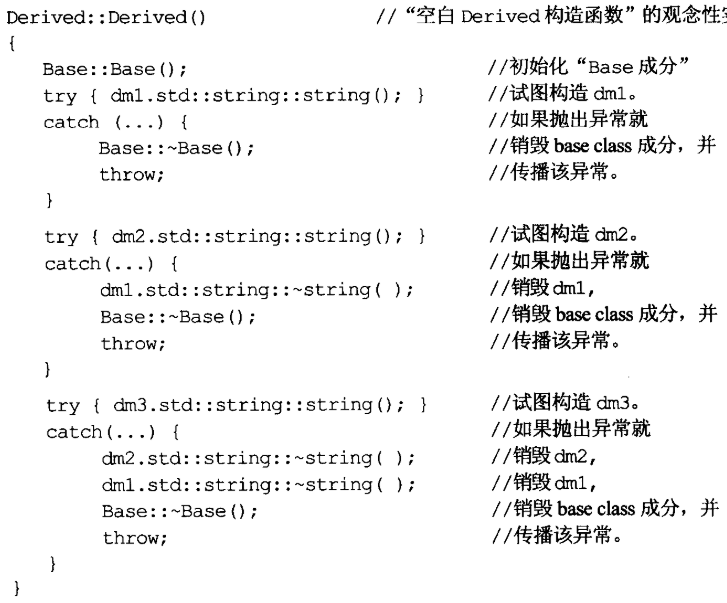 Derived::Derived() //“空白 Derived 构造函数”的观念性
{
Base::Base(); //初始化“Base 成分”
try { dm1.std::string::string(); } //试图构造 dm1。
catch (...) { //如果抛出异常就
Base::~Base(); //销毁 base class 成分，并
throw; //传播该异常。
}
try { dm2.std::string::string(); } //试图构造 dm2。
catch(...) { //如果抛出异常就
dm1.std::string::~string( ); //销毁 dm1,
Base::~Base(); //销毁 base class 成分，并
throw; //传播该异常。
}
try { dm3.std::string::string(); } //试图构造 dm3。
catch(...) { //如果抛出异常就
dm2.std::string::~string( ); //销毁 dm2,
dm1.std::string::~string( ); //销毁 dm1,
Base::~Base(); //销毁 base class 成分，并
throw; //传播该异常。
}
}